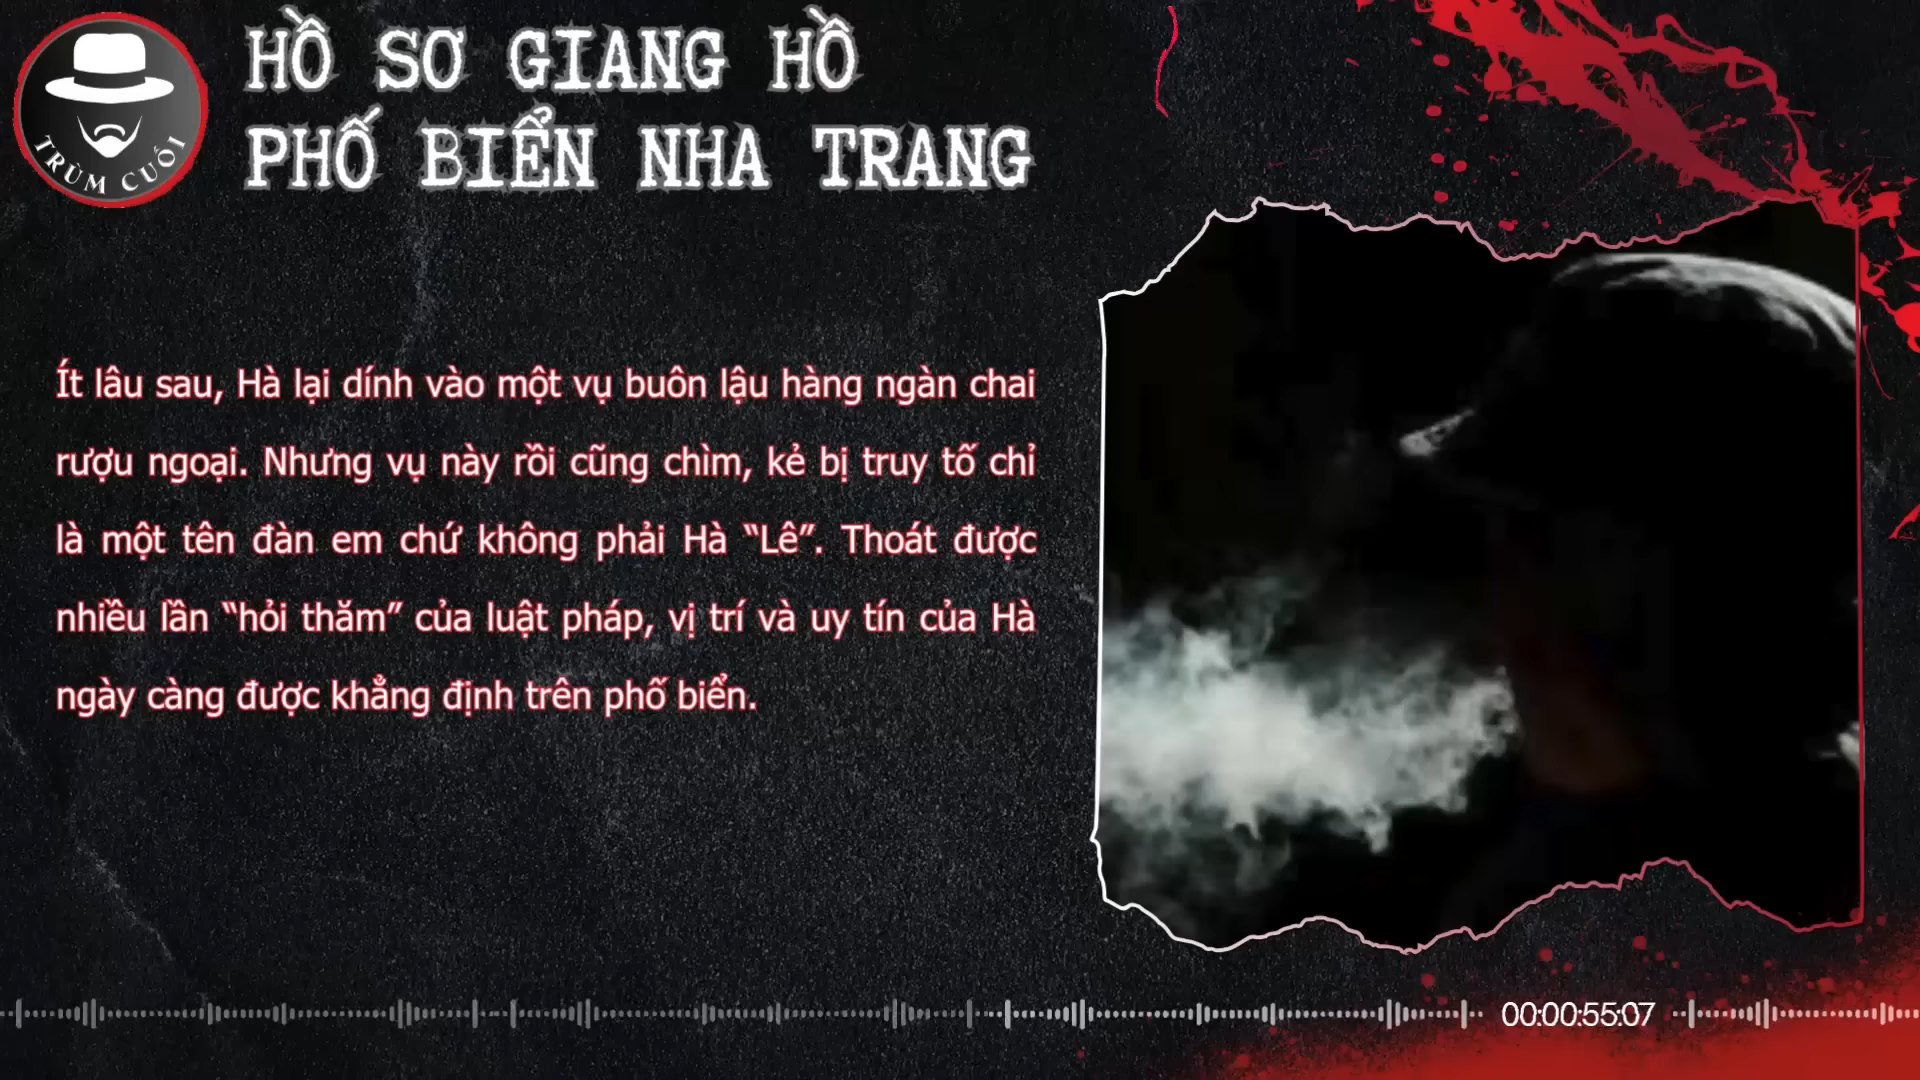 TRÙM CUỐI
HỒ SƠ GIANG HỒ
PHỐ BIỂN NHA TRANG
Ít lâu sau, Hà lại dính vào một vụ buôn lậu hàng ngàn chai
rượu ngoại. Nhưng vụ này rồi cũng chìm, kẻ bị truy tố chỉ
là một tên đàn em chứ không phải Hà “Lê”. Thoát được
nhiều lần “hỏi thăm” của luật pháp, vị trí và uy tín của Hà
ngày càng được khẳng định trên phố biển.
00:00:55:07